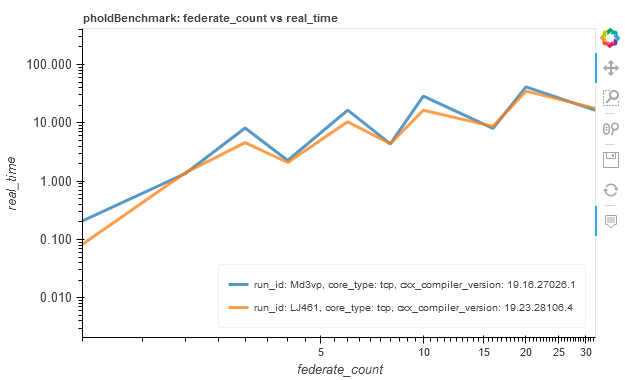 pholdBenchmark: federate_count vs real_time
100.000
10.000
1.000
0.100
0.010
real_time
run_id: Md3vp, core_type: tcp, cxx_compiler_version: 19.16.27026.1
run_id: LJ461, core_type: tcp, cxx_compiler_version: 19.23.28106.4
5
10
15
20
25
30
federate_count